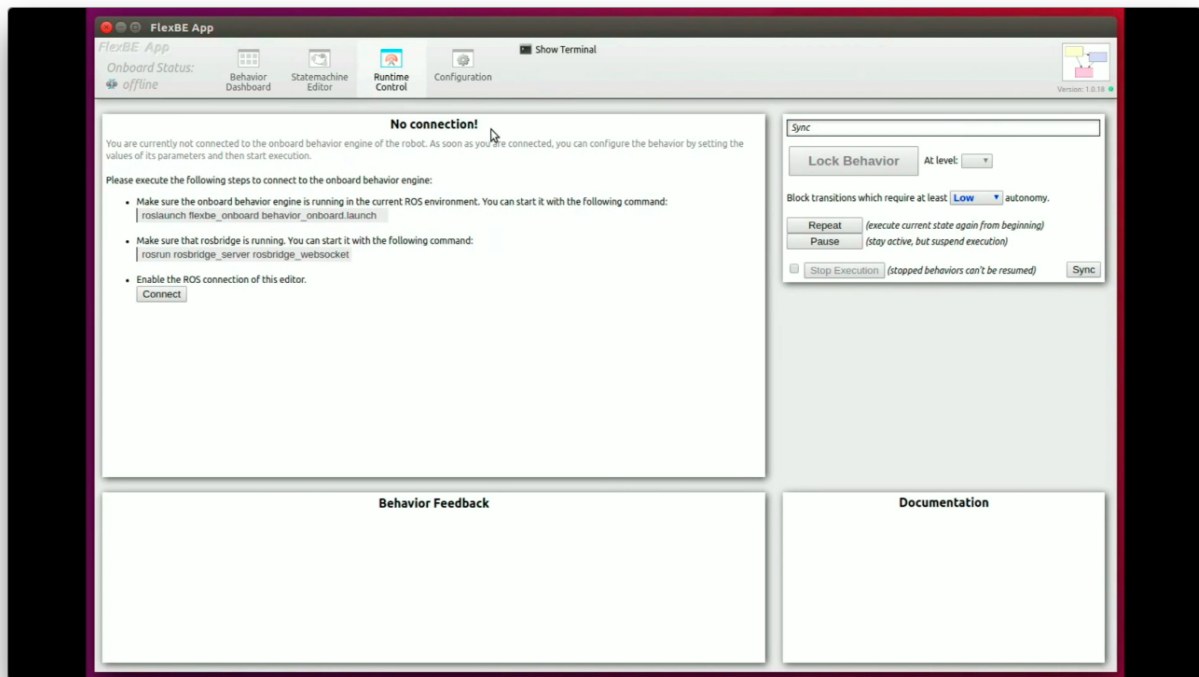 FlexBE App
FlexBE App
Onboard Status:
offline
Behavior
Dashboard
Statemachine
Editor
Runtime
Control
Configuration
Show Terminal
Version: 1.0.18
No connection!
You are currently not connected to the onboard behavior engine of the robot. As soon as you are connected, you can configure the behavior by setting the
values of its parameters and then start execution.
Please execute the following steps to connect to the onboard behavior engine:
• Make sure the onboard behavior engine is running in the current ROS environment. You can start it with the following command:
roslaunch flexbe_onboard behavior_onboard.launch
• Make sure that rosbridge is running. You can start it with the following command:
rosrun rosbridge_server rosbridge_websocket
• Enable the ROS connection of this editor.
Connect
Sync
Lock Behavior At level:
Block transitions which require at least Low autonomy.
Repeat (execute current state again from beginning)
Pause (stay active, but suspend execution)
Stop Execution (stopped behaviors can't be resumed) Sync
Behavior Feedback
Documentation